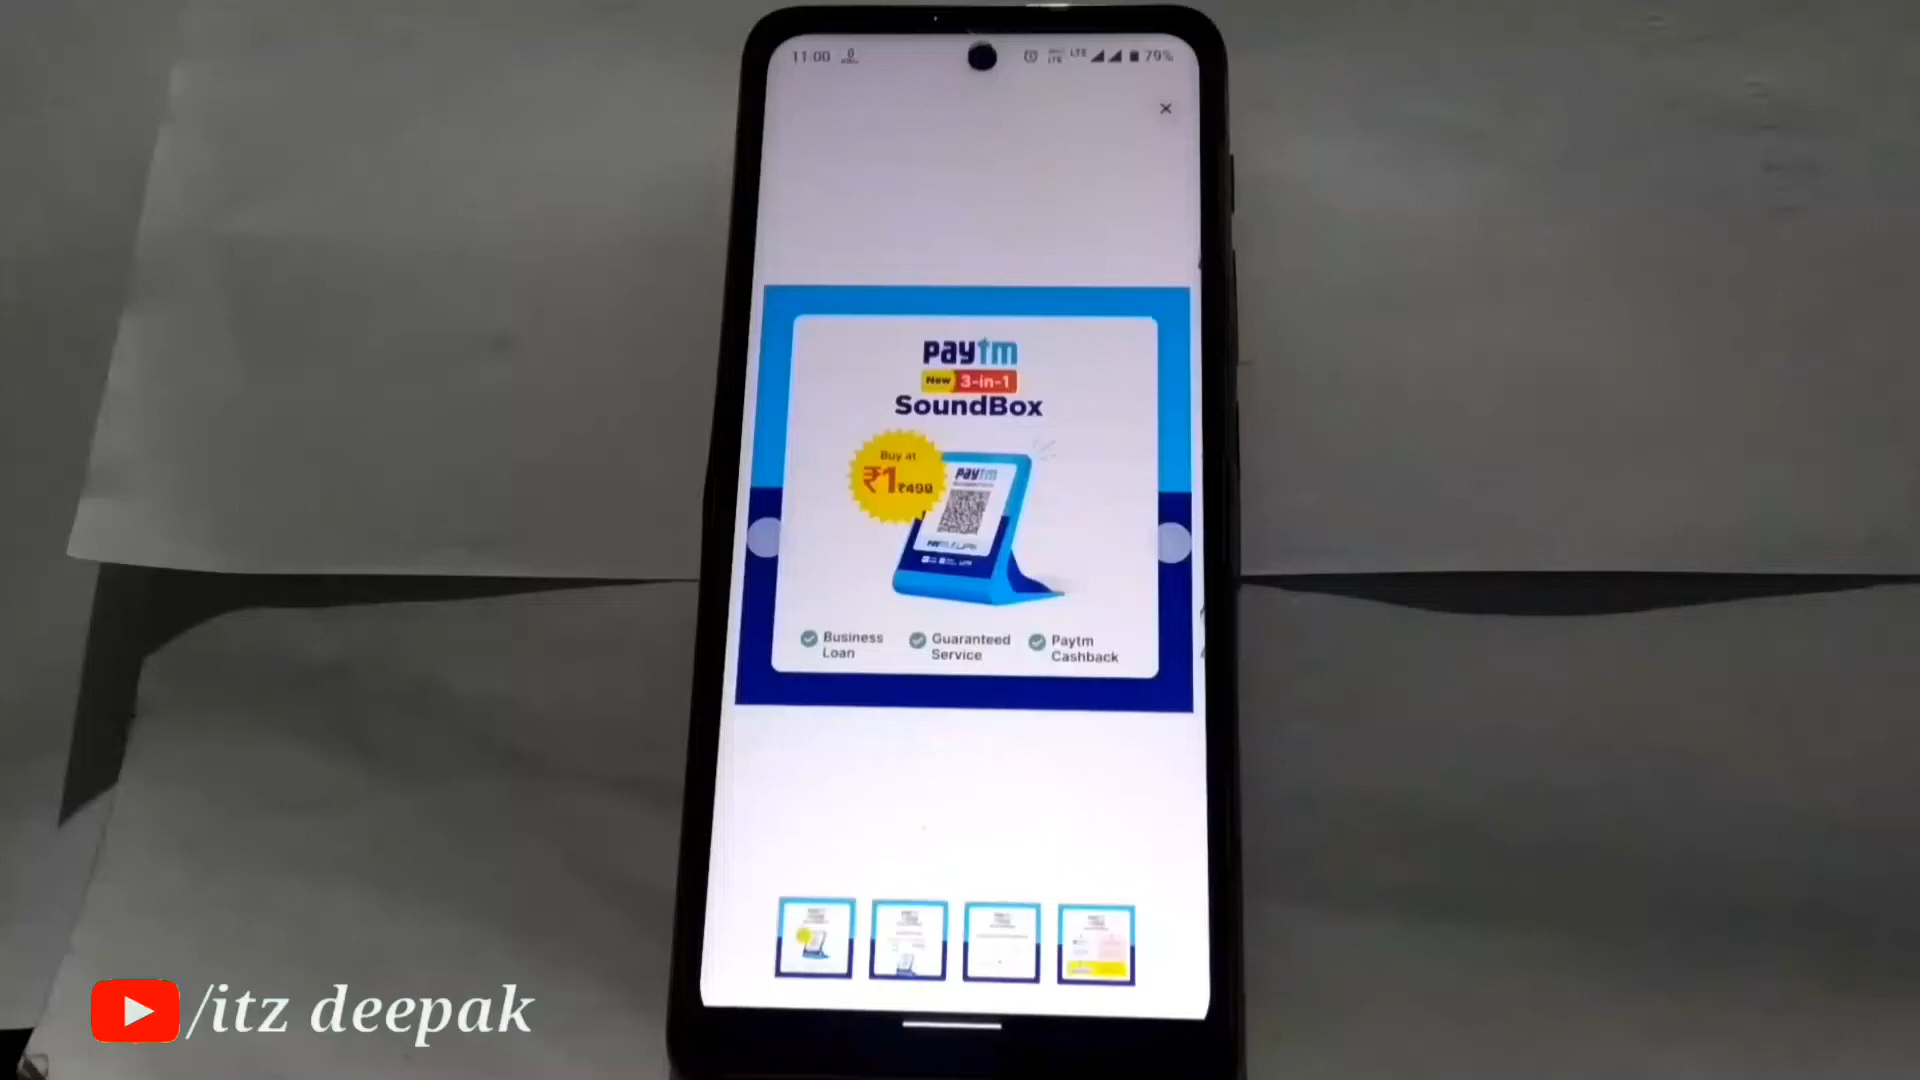 11:00
LTE
79%
×
paytm
New 3-in-1
SoundBox
Buy at
₹1 ₹499
paytm
Business
Loan
Guaranteed
Service
Paytm
Cashback
/itz deepak